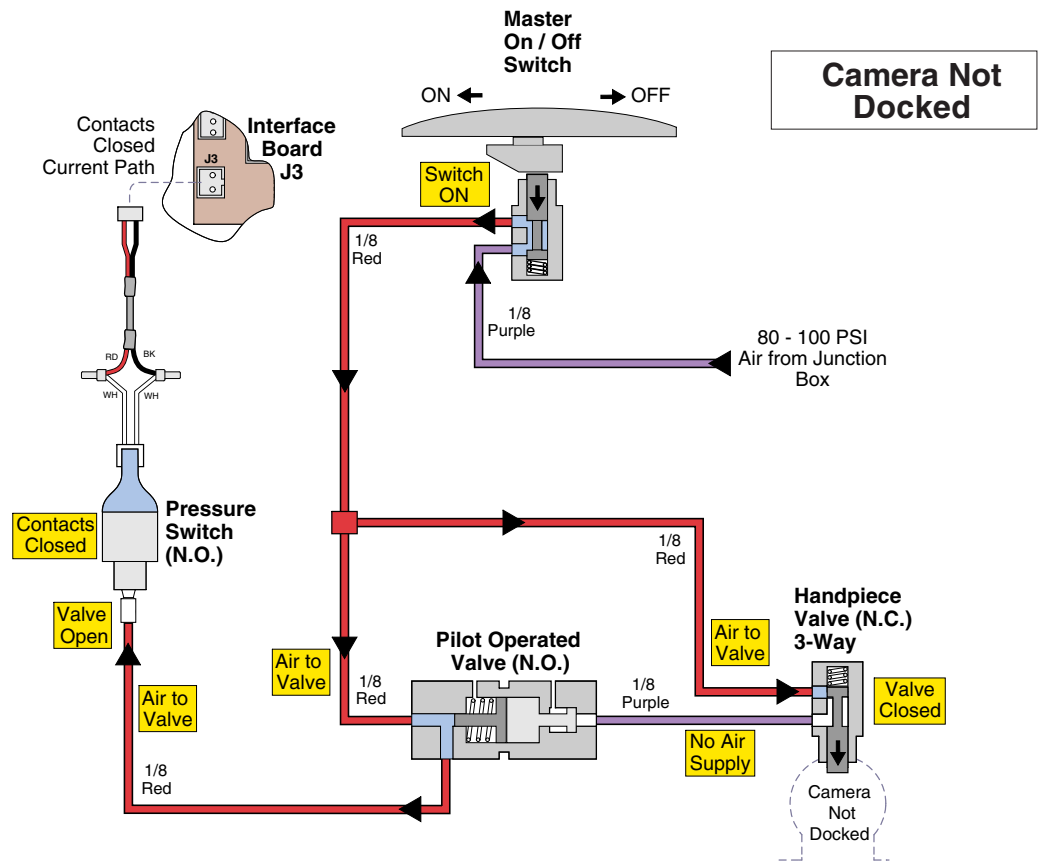 Master
On / Off
Switch
Camera Not
Docked
ON
OFF
Contacts
Closed
Current Path
Interface
Board
J3
J3
Switch
ON
1/8
Red
1/8
Purple
80 - 100 PSI
Air from Junction
Box
RD
BK
WH
WH
Pressure
Switch
(N.O.)
Contacts
Closed
1/8
Red
Handpiece
Valve (N.C.)
3-Way
Valve
Open
Air to
Valve
Pilot Operated
Valve (N.O.)
Air to
Valve
1/8
Red
1/8
Purple
Valve
Closed
Air to
Valve
No Air
Supply
1/8
Red
Camera
Not
Docked